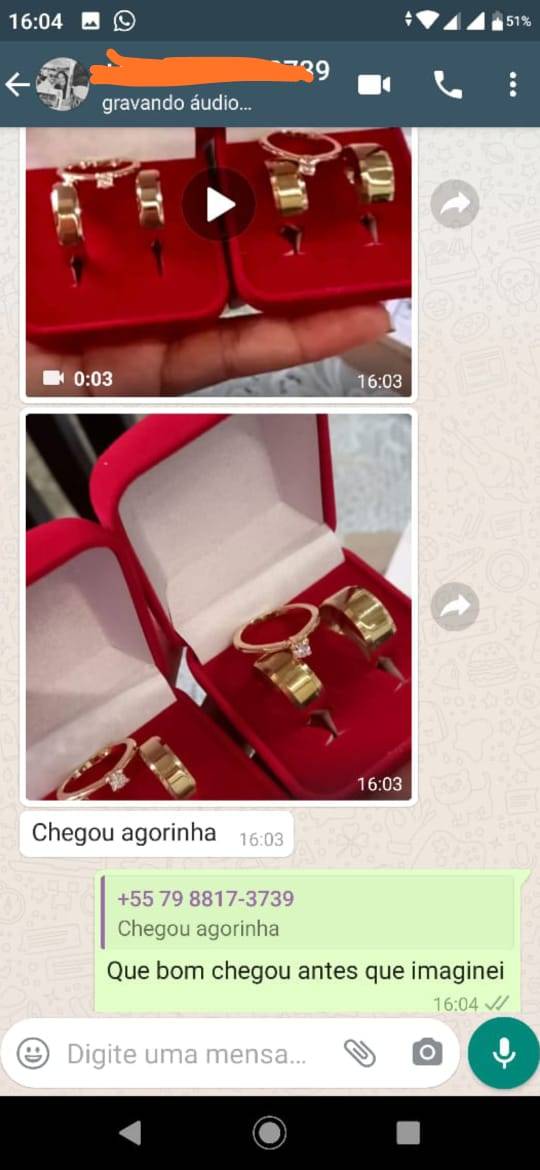 16:04
51%
39
gravando áudio...
0:03
16:03
16:03
Chegou agorinha
16:03
+55 79 8817-3739
Chegou agorinha
Que bom chegou antes que imaginei
16:04
Digite uma mensa...